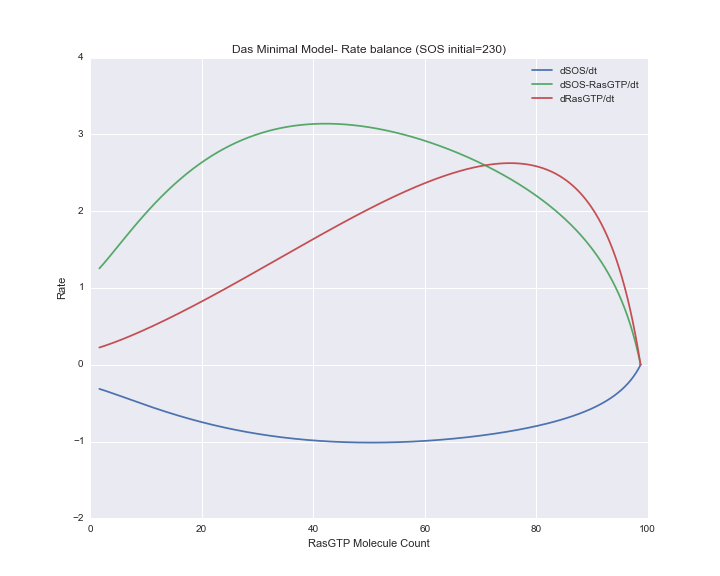 Das Minimal Model- Rate balance (SOS initial=230)
dSOS/dt
dSOS-RasGTP/dt
dRasGTP/dt
4
3
2
1
0
−1
−2
Rate
0 20 40 60 80 100
RasGTP Molecule Count